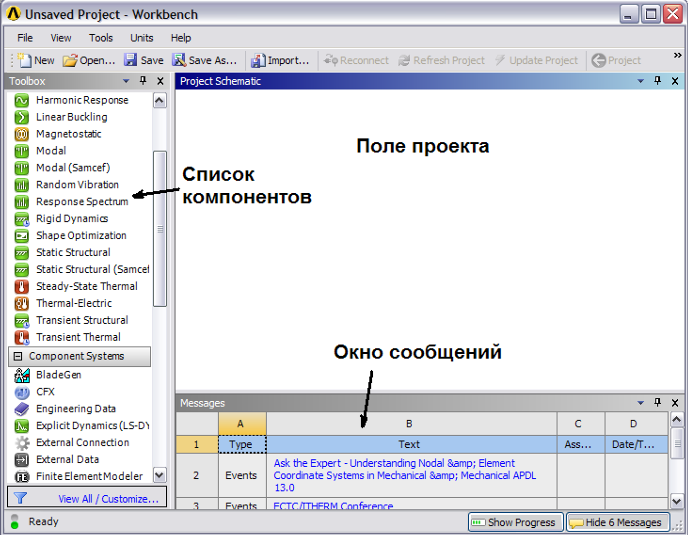 Unsaved Project - Workbench
File View Tools Units Help
New Open... Save Save As... Import... Reconnect Refresh Project Update Project Project »
Toolbox
Harmonic Response
Linear Buckling
Magnetostatic
Modal
Modal (Samcef)
Random Vibration
Response Spectrum
Rigid Dynamics
Shape Optimization
Static Structural
Static Structural (Samcef
Steady-State Thermal
Thermal-Electric
Transient Structural
Transient Thermal
Component Systems
BladeGen
CFX
Engineering Data
Explicit Dynamics (LS-DY
External Connection
External Data
Finite Element Modeler
View All / Customize...
Project Schematic
Поле проекта
Список
компонентов
Окно сообщений
Messages
A B C D
1 Type Text Ass... Date/T...
2 Events Ask the Expert - Understanding Nodal &amp; Element
Coordinate Systems in Mechanical &amp; Mechanical APDL
13.0
3 Events ECTC/ITHERM Conference
Ready Show Progress Hide 6 Messages